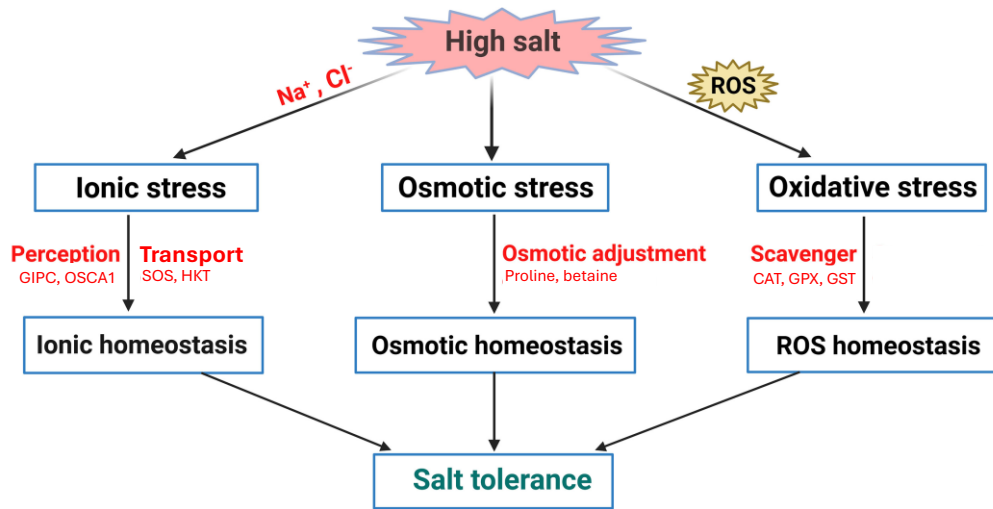 High salt
Na⁺, Cl⁻
ROS
Ionic stress
Osmotic stress
Oxidative stress
Perception
GIPC, OSCA1
Transport
SOS, HKT
Osmotic adjustment
Proline, betaine
Scavenger
CAT, GPX, GST
Ionic homeostasis
Osmotic homeostasis
ROS homeostasis
Salt tolerance